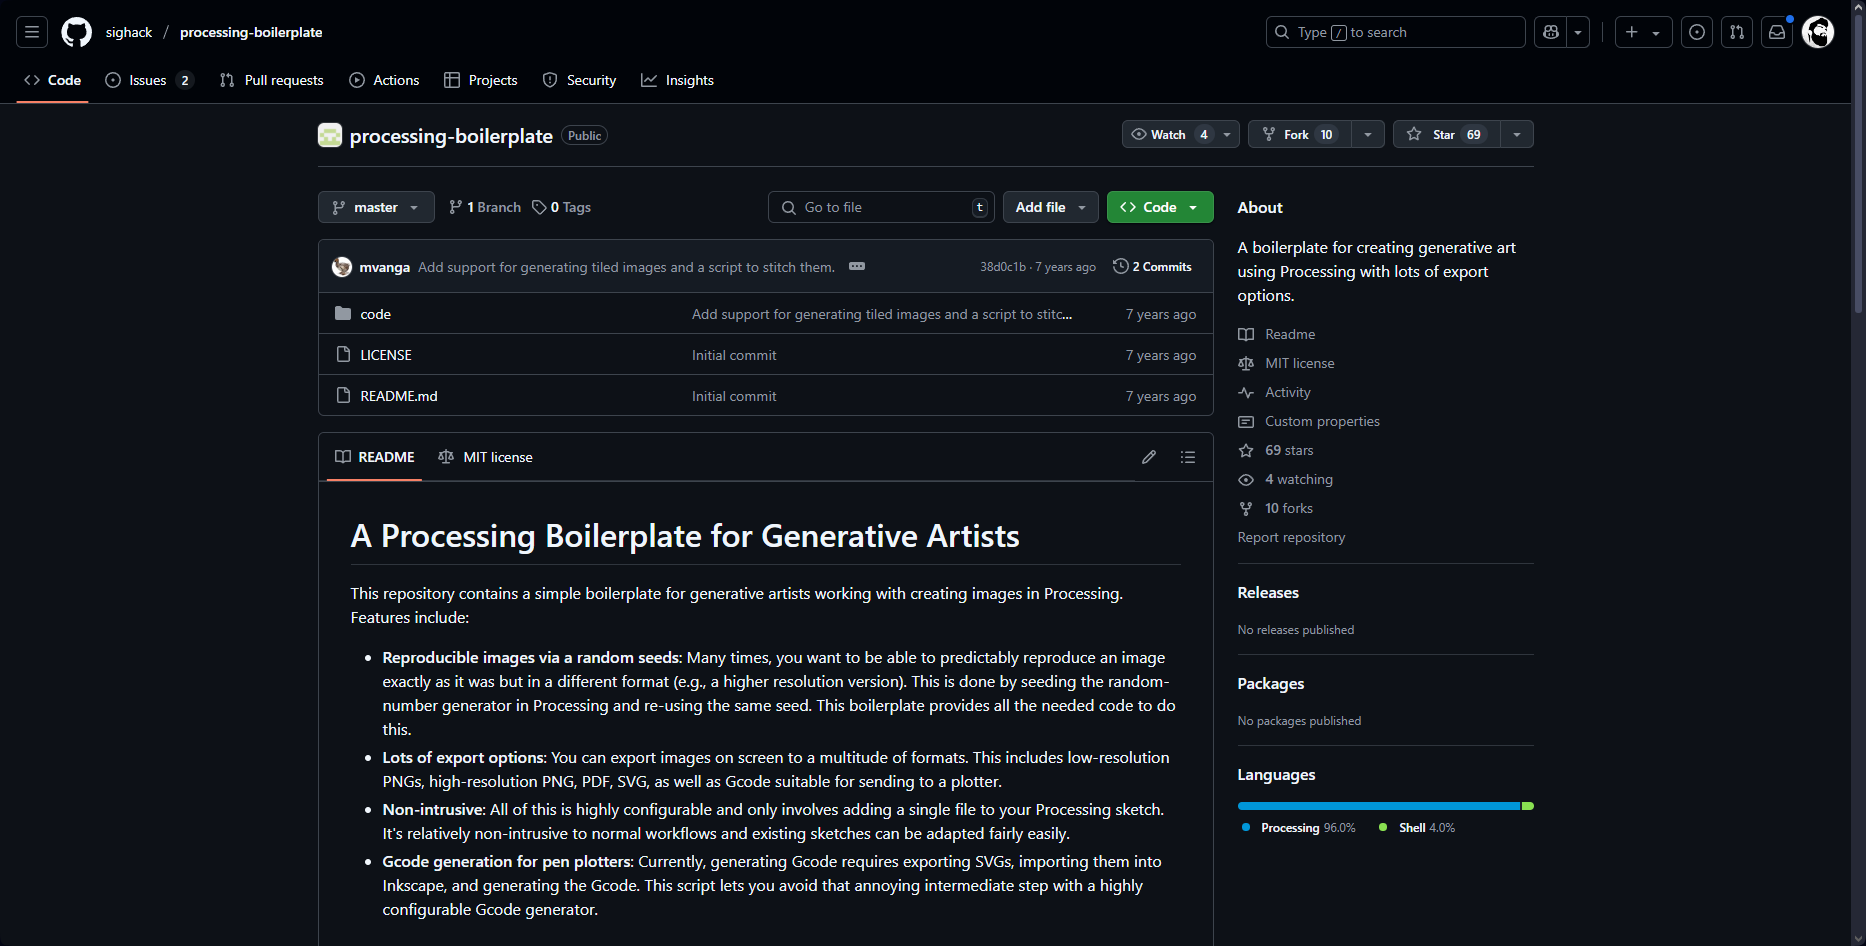 sighack / processing-boilerplate
Type / to search
Code
Issues 2
Pull requests
Actions
Projects
Security
Insights
processing-boilerplate Public
Watch 4
Fork 10
Star 69
master
1 Branch
0 Tags
Go to file t
Add file
Code
mvanga Add support for generating tiled images and a script to stitch them.
38d0c1b · 7 years ago
2 Commits
code Add support for generating tiled images and a script to stitc... 7 years ago
LICENSE Initial commit 7 years ago
README.md Initial commit 7 years ago
README
MIT license
A Processing Boilerplate for Generative Artists
This repository contains a simple boilerplate for generative artists working with creating images in Processing.
Features include:
• Reproducible images via a random seeds: Many times, you want to be able to predictably reproduce an image
exactly as it was but in a different format (e.g., a higher resolution version). This is done by seeding the random-
number generator in Processing and re-using the same seed. This boilerplate provides all the needed code to do
this.
• Lots of export options: You can export images on screen to a multitude of formats. This includes low-resolution
PNGs, high-resolution PNG, PDF, SVG, as well as Gcode suitable for sending to a plotter.
• Non-intrusive: All of this is highly configurable and only involves adding a single file to your Processing sketch.
It's relatively non-intrusive to normal workflows and existing sketches can be adapted fairly easily.
• Gcode generation for pen plotters: Currently, generating Gcode requires exporting SVGs, importing them into
Inkscape, and generating the Gcode. This script lets you avoid that annoying intermediate step with a highly
configurable Gcode generator.
About
A boilerplate for creating generative art
using Processing with lots of export
options.
Readme
MIT license
Activity
Custom properties
69 stars
4 watching
10 forks
Report repository
Releases
No releases published
Packages
No packages published
Languages
Processing 96.0%
Shell 4.0%